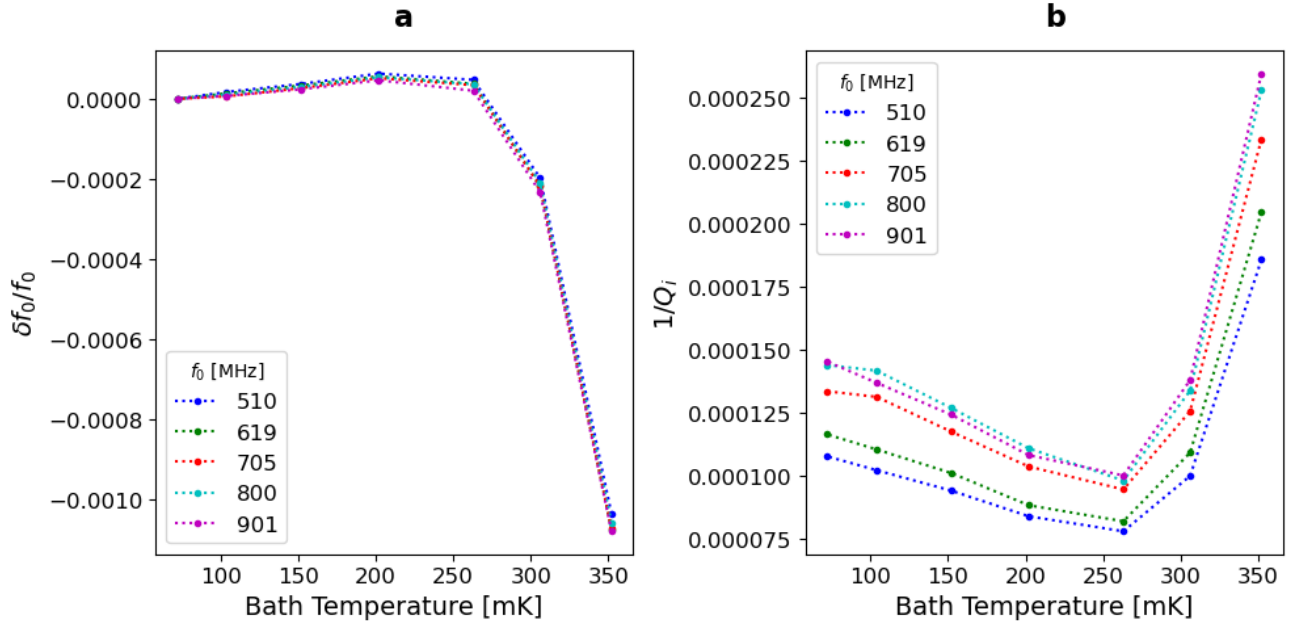 a
0.0000
−0.0002
−0.0004
−0.0006
−0.0008
−0.0010
δf₀/f₀
f₀ [MHz]
510
619
705
800
901
100 150 200 250 300 350
Bath Temperature [mK]
b
0.000250
0.000225
0.000200
0.000175
0.000150
0.000125
0.000100
0.000075
1/Qᵢ
f₀ [MHz]
510
619
705
800
901
100 150 200 250 300 350
Bath Temperature [mK]